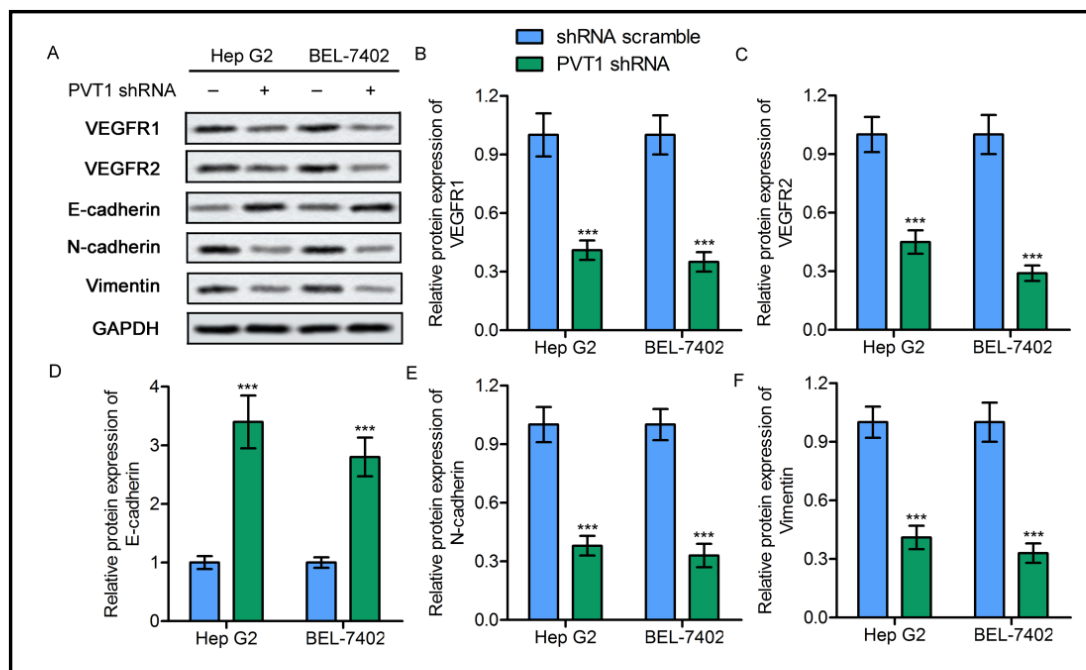 A
Hep G2 BEL-7402
PVT1 shRNA – + – +
VEGFR1
VEGFR2
E-cadherin
N-cadherin
Vimentin
GAPDH
shRNA scramble
PVT1 shRNA
B
Relative protein expression of
VEGFR1
1.2
0.9
0.6
0.3
0.0
***
***
Hep G2 BEL-7402
C
Relative protein expression of
VEGFR2
1.2
0.9
0.6
0.3
0.0
***
***
Hep G2 BEL-7402
D
Relative protein expression of
E-cadherin
4
3
2
1
0
***
***
Hep G2 BEL-7402
E
Relative protein expression of
N-cadherin
1.2
0.9
0.6
0.3
0.0
***
***
Hep G2 BEL-7402
F
Relative protein expression of
Vimentin
1.2
0.9
0.6
0.3
0.0
***
***
Hep G2 BEL-7402